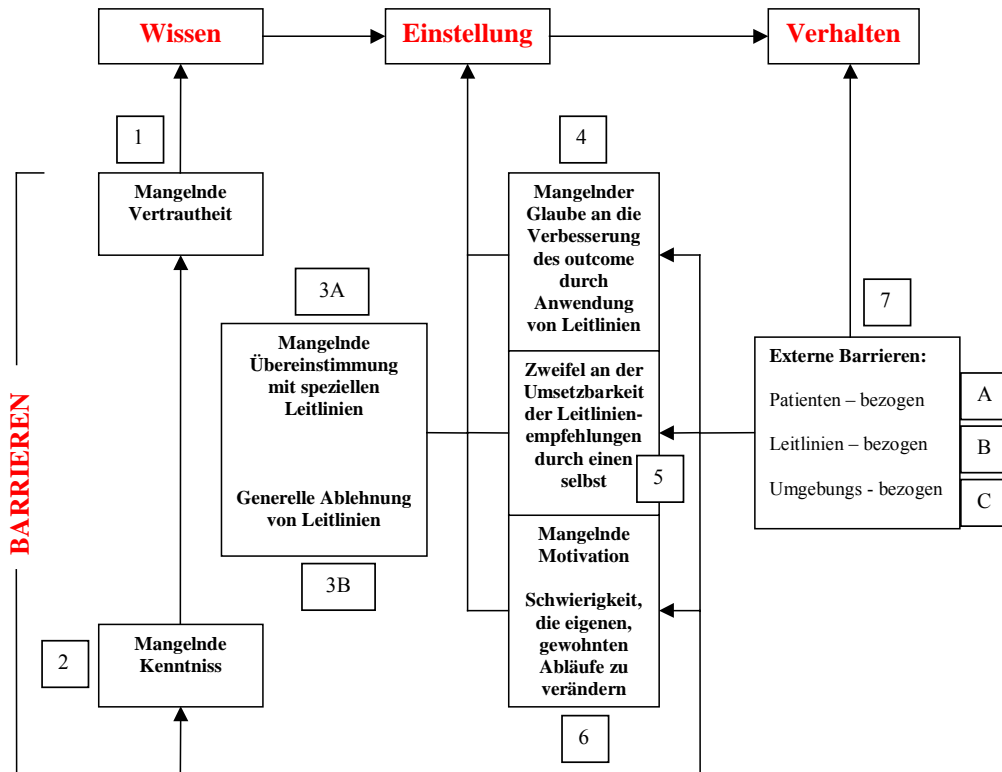 Wissen
Einstellung
Verhalten
1
Mangelnde
Vertrautheit
BARRIEREN
2
Mangelnde
Kenntniss
3A
Mangelnde
Übereinstimmung
mit speziellen
Leitlinien
Generelle Ablehnung
von Leitlinien
3B
4
Mangelnder
Glaube an die
Verbesserung
des outcome
durch
Anwendung
von Leitlinien
Zweifel an der
Umsetzbarkeit
der Leitlinien-
empfehlungen
durch einen
selbst
5
Mangelnde
Motivation
Schwierigkeit,
die eigenen,
gewohnten
Abläufe zu
verändern
6
7
Externe Barrieren:
Patienten – bezogen
A
Leitlinien – bezogen
B
Umgebungs - bezogen
C